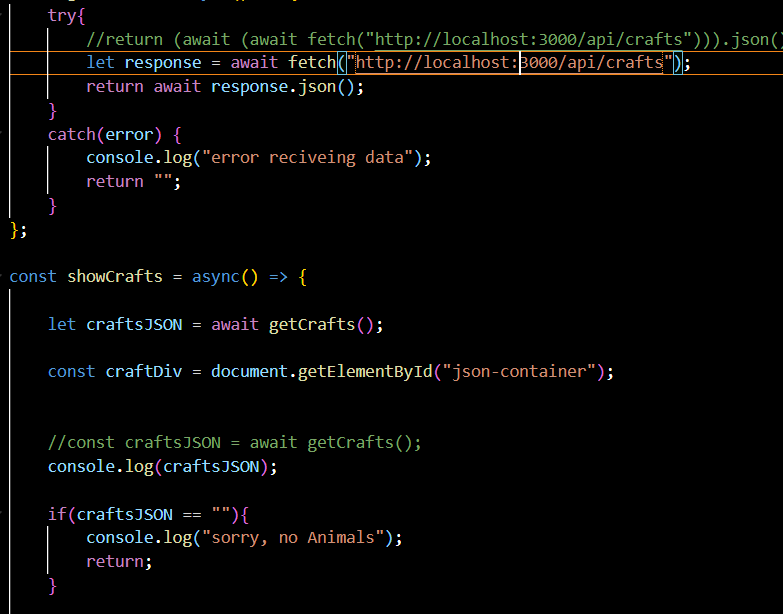 try{
//return (await (await fetch("http://localhost:3000/api/crafts"))).json()
let response = await fetch("http://localhost:3000/api/crafts");
return await response.json();
}
catch(error) {
console.log("error reciveing data");
return "";
}
};
const showCrafts = async() => {
let craftsJSON = await getCrafts();
const craftDiv = document.getElementById("json-container");
//const craftsJSON = await getCrafts();
console.log(craftsJSON);
if(craftsJSON == ""){
console.log("sorry, no Animals");
return;
}